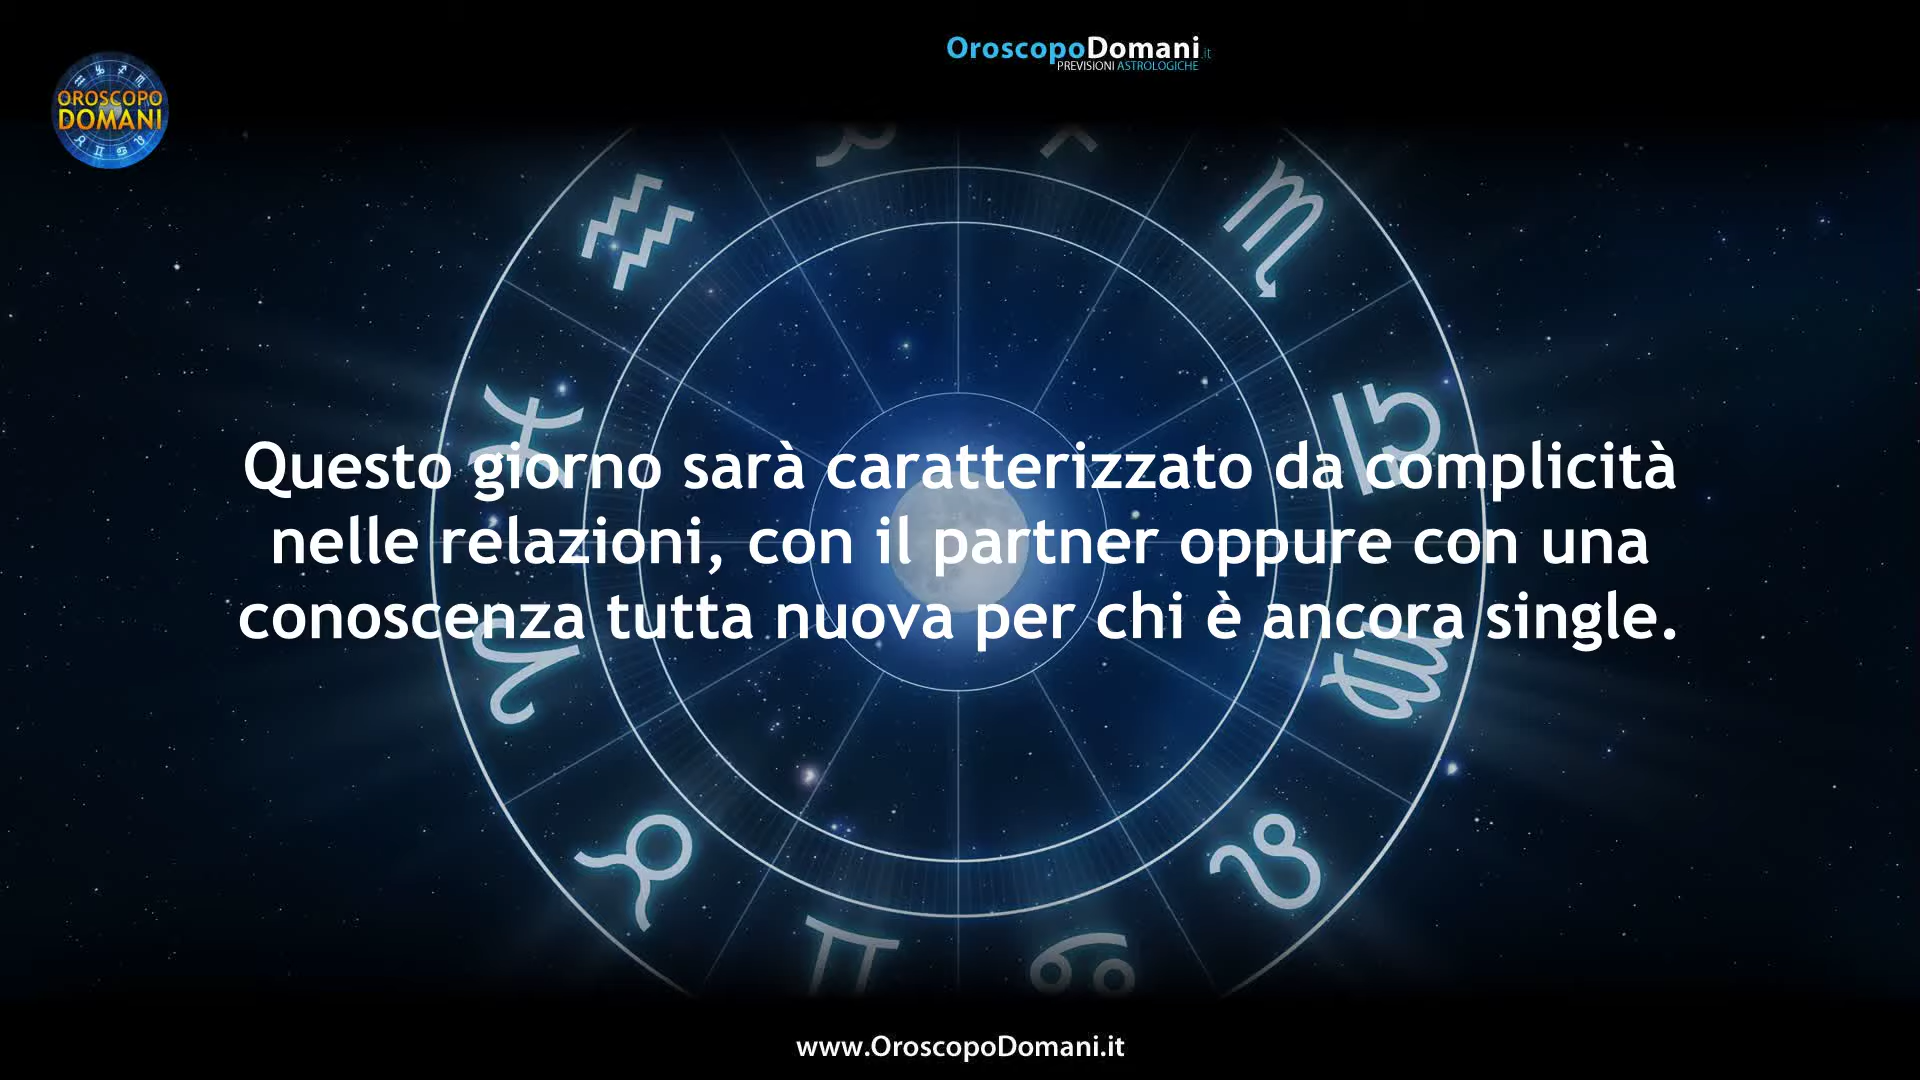 OroscopoDomani.it
PREVISIONI ASTROLOGICHE
OROSCOPO
DOMANI
Questo giorno sarà caratterizzato da complicità
nelle relazioni, con il partner oppure con una
conoscenza tutta nuova per chi è ancora single.
www.OroscopoDomani.it